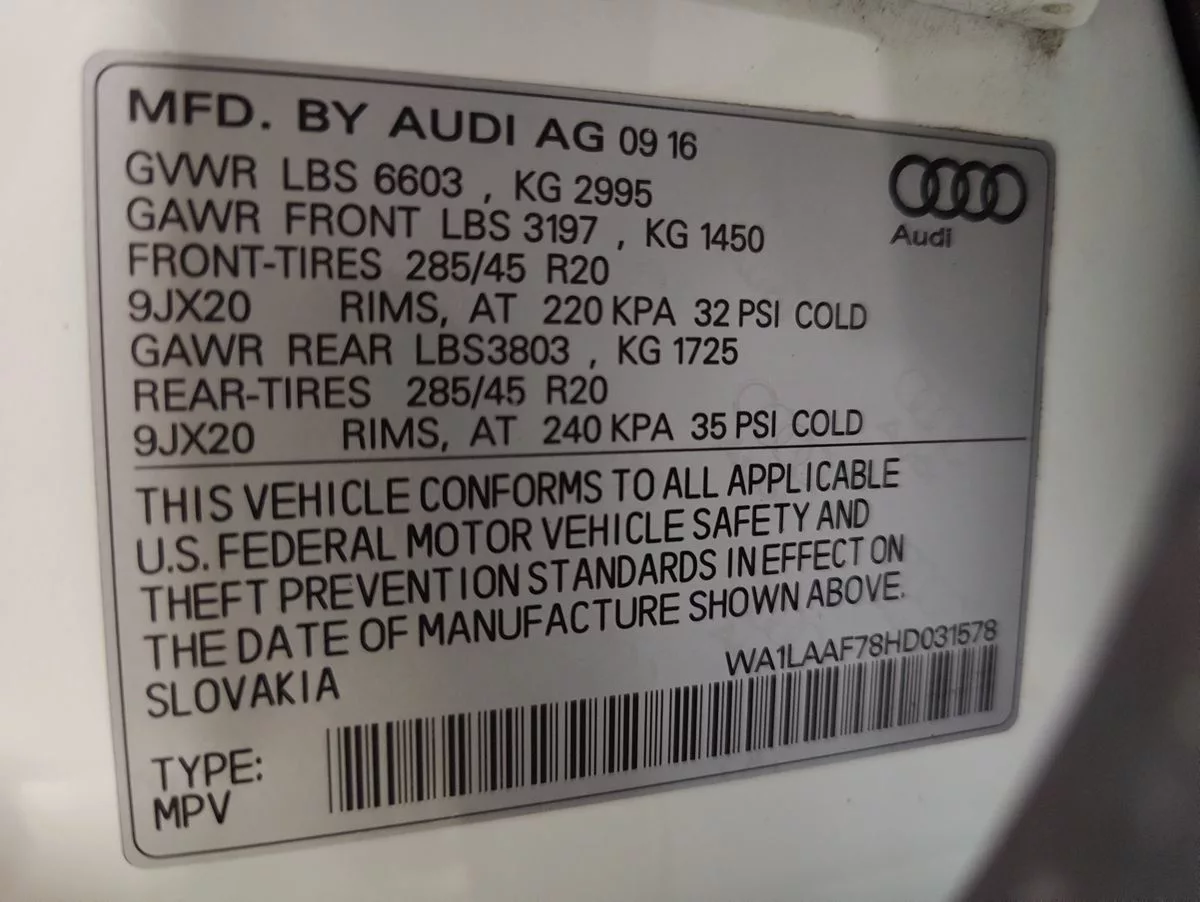 MFD. BY AUDI AG 09 16
GVWR LBS 6603 , KG 2995
GAWR FRONT LBS 3197 , KG 1450
FRONT-TIRES 285/45 R20
9JX20 RIMS, AT 220 KPA 32 PSI COLD
GAWR REAR LBS3803 , KG 1725
REAR-TIRES 285/45 R20
9JX20 RIMS, AT 240 KPA 35 PSI COLD
Audi
THIS VEHICLE CONFORMS TO ALL APPLICABLE
U.S. FEDERAL MOTOR VEHICLE SAFETY AND
THEFT PREVENTION STANDARDS IN EFFECT ON
THE DATE OF MANUFACTURE SHOWN ABOVE.
SLOVAKIA
WA1LAAF78HD031578
TYPE:
MPV